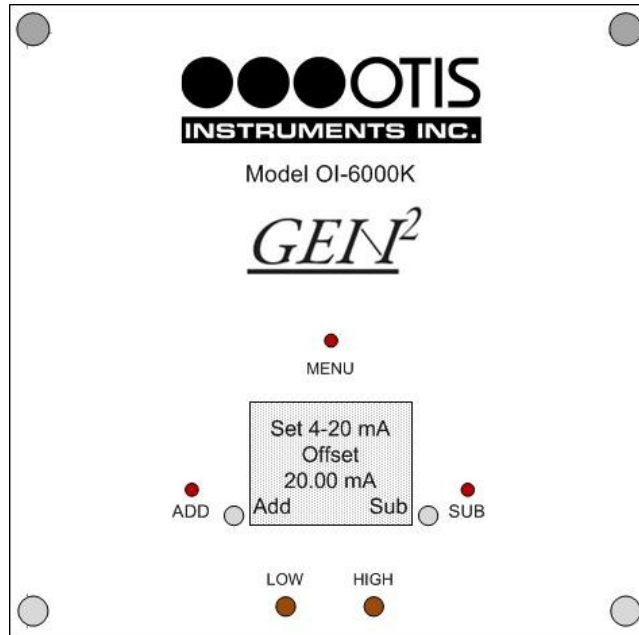 OTIS
INSTRUMENTS INC.
Model OI-6000K
GEN²
MENU
Set 4-20 mA
Offset
20.00 mA
Add Sub
ADD SUB
LOW HIGH